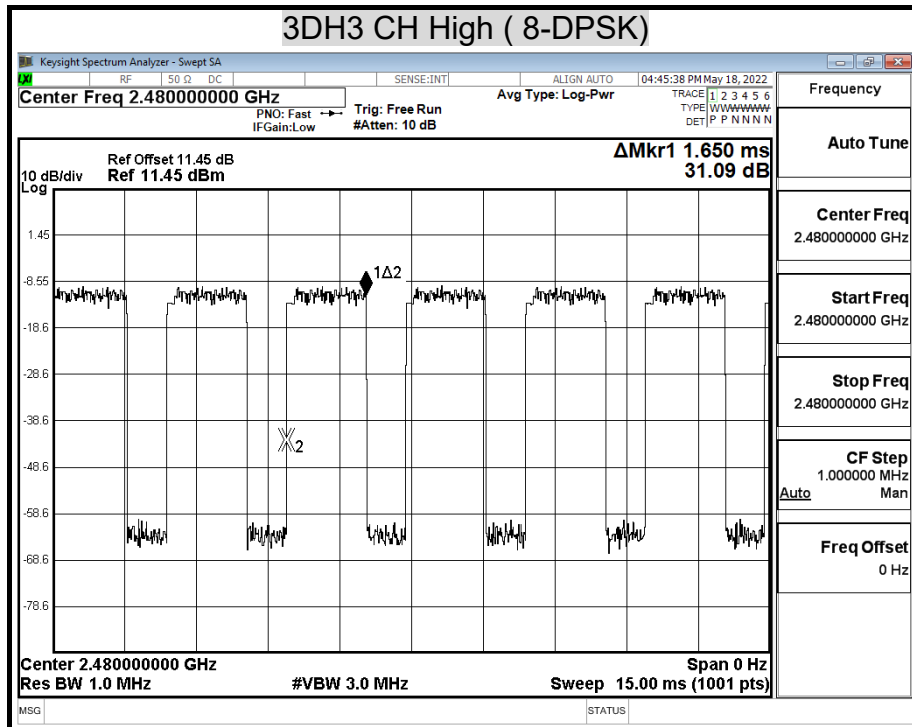 3DH3 CH High ( 8-DPSK)
Keysight Spectrum Analyzer - Swept SA
LXI RF 50 Ω DC SENSE:INT ALIGN AUTO 04:45:38 PM May 18, 2022
Center Freq 2.480000000 GHz
PNO: Fast
IFGain:Low
Trig: Free Run
#Atten: 10 dB
Avg Type: Log-Pwr
TRACE 1 2 3 4 5 6
TYPE WWWWWW
DET P P N N N N
Frequency
Auto Tune
Center Freq
2.480000000 GHz
Start Freq
2.480000000 GHz
Stop Freq
2.480000000 GHz
CF Step
1.000000 MHz
Auto Man
Freq Offset
0 Hz
ΔMkr1 1.650 ms
31.09 dB
Ref Offset 11.45 dB
10 dB/div Ref 11.45 dBm
Log
1.45
-8.55
-18.6
-28.6
-38.6
-48.6
-58.6
-68.6
-78.6
1Δ2
2
Center 2.480000000 GHz Span 0 Hz
Res BW 1.0 MHz #VBW 3.0 MHz Sweep 15.00 ms (1001 pts)
MSG STATUS